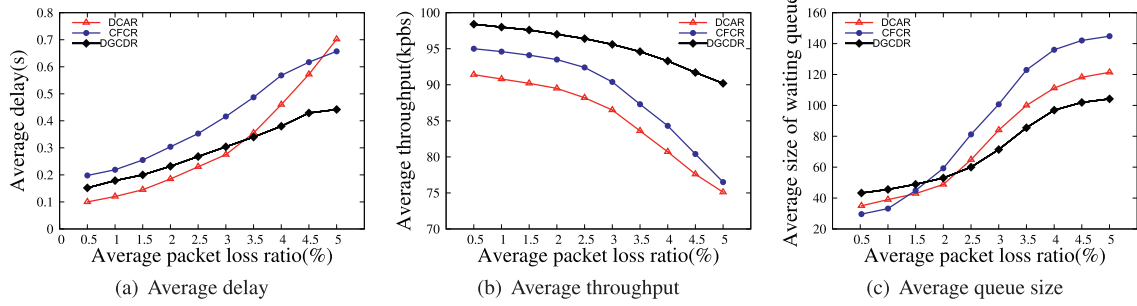 0.8
0.7
0.6
0.5
0.4
0.3
0.2
0.1
0
Average delay(s)
DCAR
CFCR
DGCDR
0 0.5 1 1.5 2 2.5 3 3.5 4 4.5 5
Average packet loss ratio(%)
(a) Average delay
100
95
90
85
80
75
70
Average throughput(kpbs)
DCAR
CFCR
DGCDR
0.5 1 1.5 2 2.5 3 3.5 4 4.5 5
Average packet loss ratio(%)
(b) Average throughput
160
140
120
100
80
60
40
20
Average size of waiting queue
DCAR
CFCR
DGCDR
0.5 1 1.5 2 2.5 3 3.5 4 4.5 5
Average packet loss ratio(%)
(c) Average queue size